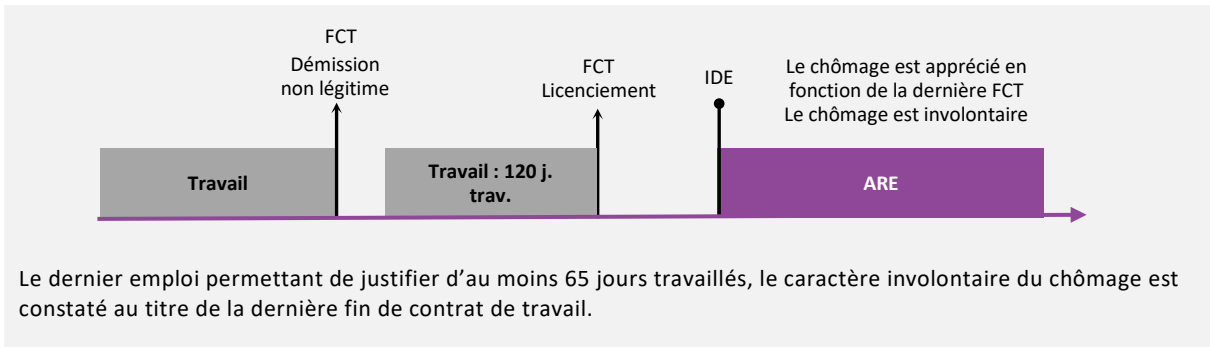 FCT
Démission
non légitime
FCT
Licenciement
IDE
Le chômage est apprécié en
fonction de la dernière FCT
Le chômage est involontaire
Travail
Travail : 120 j.
trav.
ARE
Le dernier emploi permettant de justifier d’au moins 65 jours travaillés, le caractère involontaire du chômage est
constaté au titre de la dernière fin de contrat de travail.